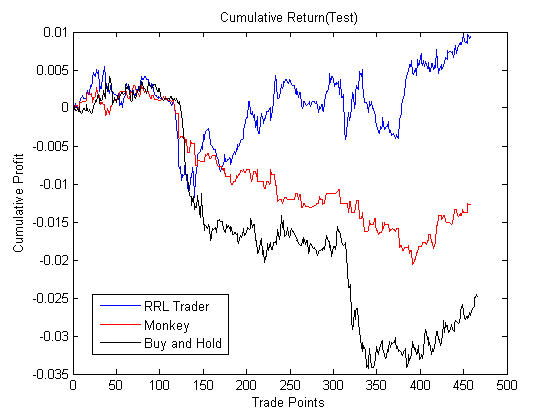 Cumulative Return(Test)
0.01
0.005
0
-0.005
-0.01
-0.015
-0.02
-0.025
-0.03
-0.035
Cumulative Profit
RRL Trader
Monkey
Buy and Hold
0 50 100 150 200 250 300 350 400 450 500
Trade Points